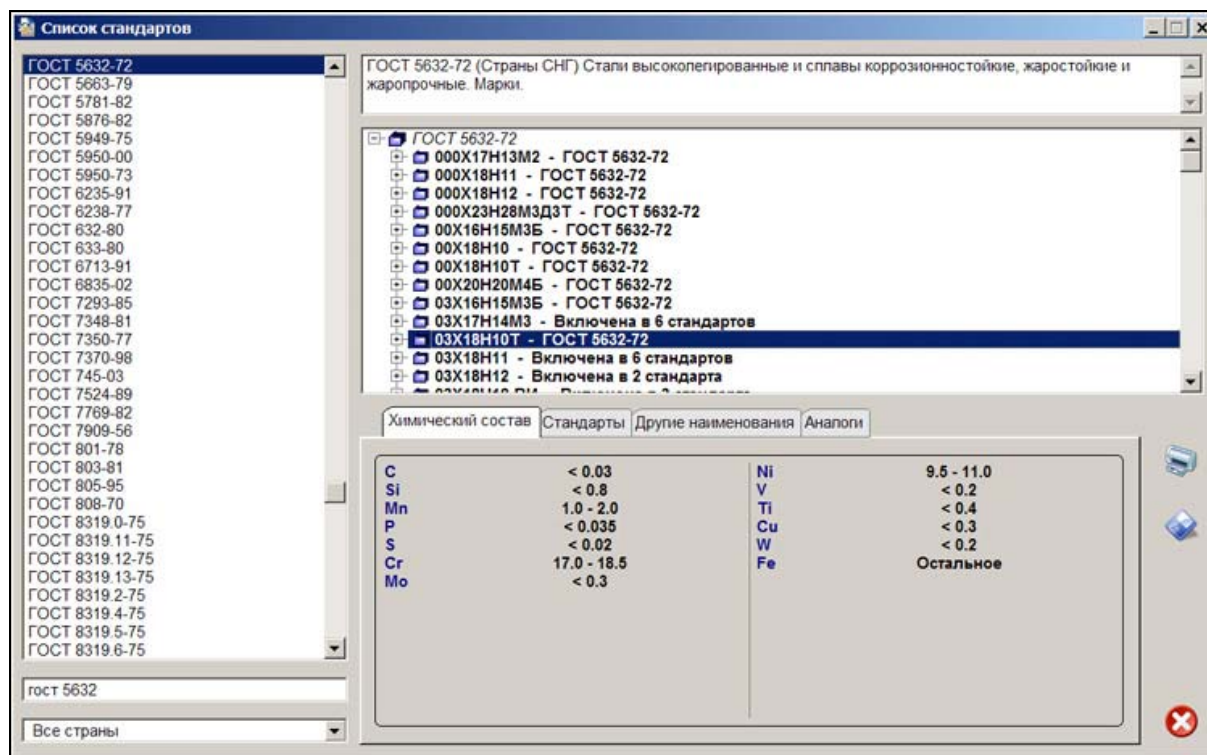 Список стандартов
ГОСТ 5632-72
ГОСТ 5663-79
ГОСТ 5781-82
ГОСТ 5876-82
ГОСТ 5949-75
ГОСТ 5950-00
ГОСТ 5950-73
ГОСТ 6235-91
ГОСТ 6238-77
ГОСТ 632-80
ГОСТ 633-80
ГОСТ 6713-91
ГОСТ 6835-02
ГОСТ 7293-85
ГОСТ 7348-81
ГОСТ 7350-77
ГОСТ 7370-98
ГОСТ 745-03
ГОСТ 7524-89
ГОСТ 7769-82
ГОСТ 7909-56
ГОСТ 801-78
ГОСТ 803-81
ГОСТ 805-95
ГОСТ 808-70
ГОСТ 8319.0-75
ГОСТ 8319.11-75
ГОСТ 8319.12-75
ГОСТ 8319.13-75
ГОСТ 8319.2-75
ГОСТ 8319.4-75
ГОСТ 8319.5-75
ГОСТ 8319.6-75
гост 5632
Все страны
ГОСТ 5632-72 (Страны СНГ) Стали высоколегированные и сплавы коррозионностойкие, жаростойкие и
жаропрочные. Марки.
ГОСТ 5632-72
000Х17Н13М2 - ГОСТ 5632-72
000Х18Н11 - ГОСТ 5632-72
000Х18Н12 - ГОСТ 5632-72
000Х23Н28М3Д3Т - ГОСТ 5632-72
00Х16Н15М3Б - ГОСТ 5632-72
00Х18Н10 - ГОСТ 5632-72
00Х18Н10Т - ГОСТ 5632-72
00Х20Н20М4Б - ГОСТ 5632-72
03Х16Н15М3Б - ГОСТ 5632-72
03Х17Н14М3 - Включена в 6 стандартов
03Х18Н10Т - ГОСТ 5632-72
03Х18Н11 - Включена в 6 стандартов
03Х18Н12 - Включена в 2 стандарта
Химический состав Стандарты Другие наименования Аналоги
C < 0.03 Ni 9.5 - 11.0
Si < 0.8 V < 0.2
Mn 1.0 - 2.0 Ti < 0.4
P < 0.035 Cu < 0.3
S < 0.02 W < 0.2
Cr 17.0 - 18.5 Fe Остальное
Mo < 0.3